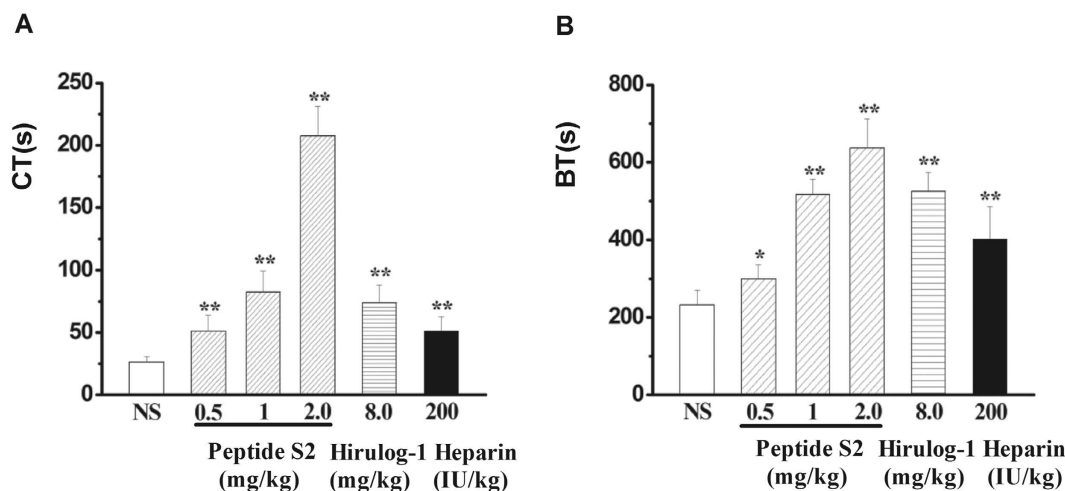 A
CT(s)
250
200
150
100
50
0
**
**
**
**
**
NS 0.5 1 2.0 8.0 200
Peptide S2 Hirulog-1 Heparin
(mg/kg) (mg/kg) (IU/kg)
B
BT(s)
800
600
400
200
0
*
**
**
**
**
NS 0.5 1 2.0 8.0 200
Peptide S2 Hirulog-1 Heparin
(mg/kg) (mg/kg) (IU/kg)